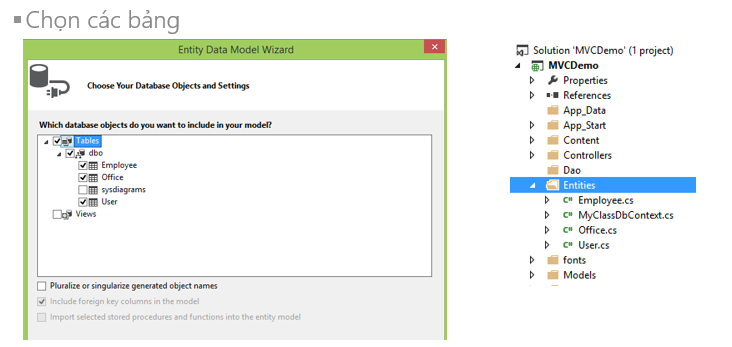 Chọn các bảng
Entity Data Model Wizard
Choose Your Database Objects and Settings
Which database objects do you want to include in your model?
Tables
dbo
Employee
Office
sysdiagrams
User
Views
Pluralize or singularize generated object names
Include foreign key columns in the model
Import selected stored procedures and functions into the entity model
Solution 'MVCDemo' (1 project)
MVCDemo
Properties
References
App_Data
App_Start
Content
Controllers
Dao
Entities
C# Employee.cs
C# MyClassDbContext.cs
C# Office.cs
C# User.cs
fonts
Models